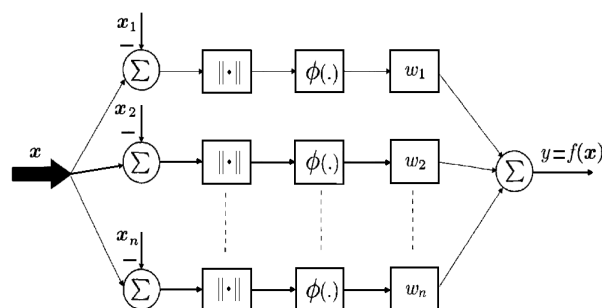 x₁
−
Σ ‖•‖ ϕ(.) w₁
x₂
−
x Σ ‖•‖ ϕ(.) w₂ Σ y=f(x)
xₙ
−
Σ ‖•‖ ϕ(.) wₙ